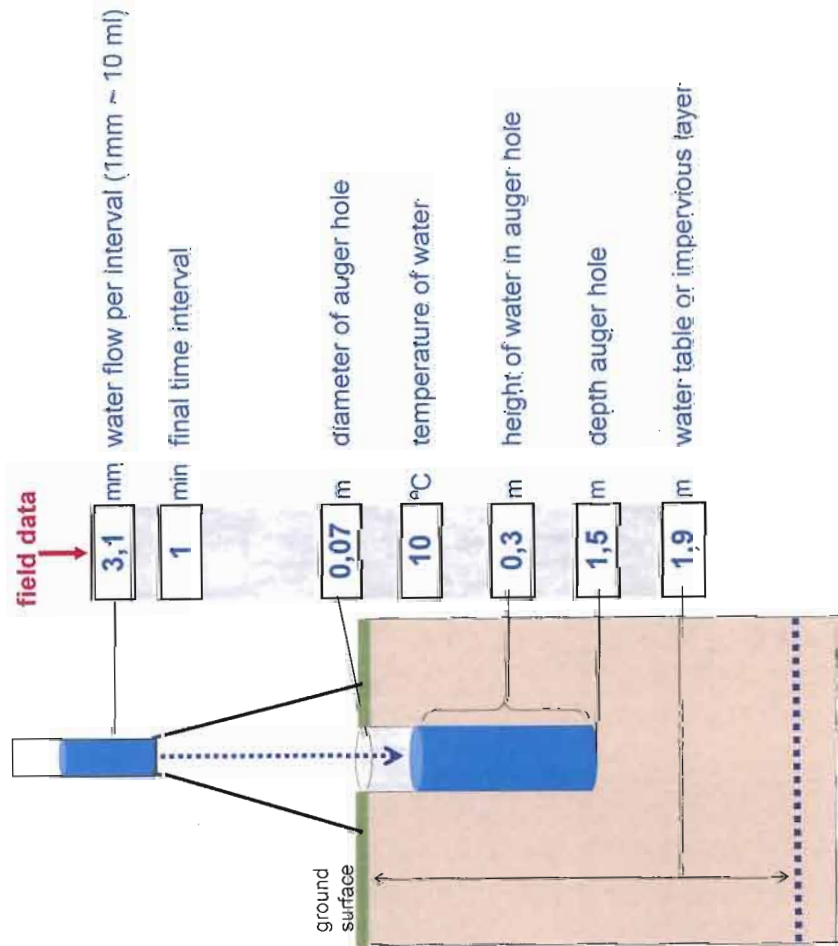 field data
3,1 mm water flow per interval (1mm ~ 10 ml)
1 min final time interval
0,07 m diameter of auger hole
10 °C temperature of water
0,3 m height of water in auger hole
1,5 m depth auger hole
1,9 m water table or impervious layer
ground
surface